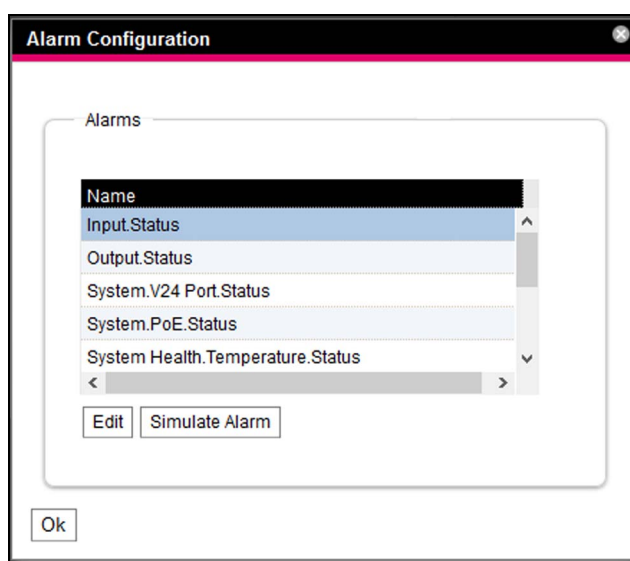 Alarm Configuration
Alarms
Name
Input.Status
Output.Status
System.V24 Port.Status
System.PoE.Status
System Health.Temperature.Status
Edit Simulate Alarm
Ok